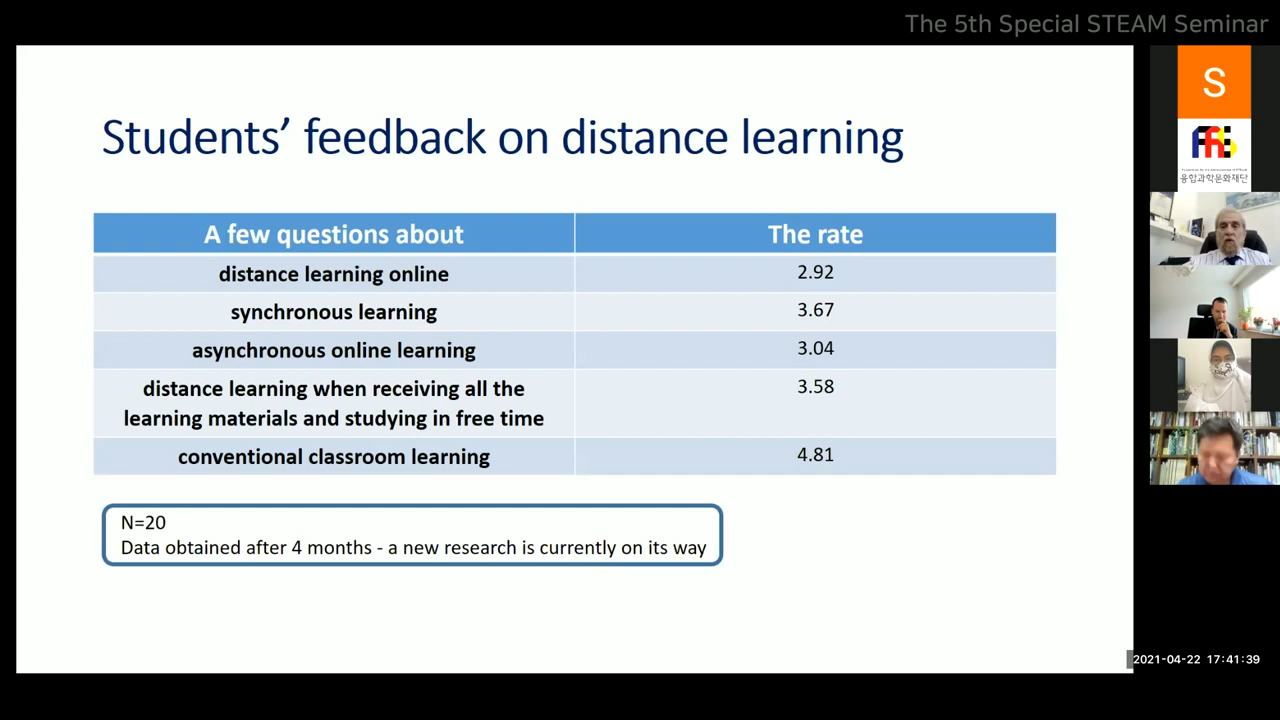 The 5th Special STEAM Seminar
Students’ feedback on distance learning
A few questions about
The rate
distance learning online
2.92
synchronous learning
3.67
asynchronous online learning
3.04
distance learning when receiving all the
learning materials and studying in free time
3.58
conventional classroom learning
4.81
N=20
Data obtained after 4 months - a new research is currently on its way
S
융합과학문화재단
2021-04-22 17:41:39